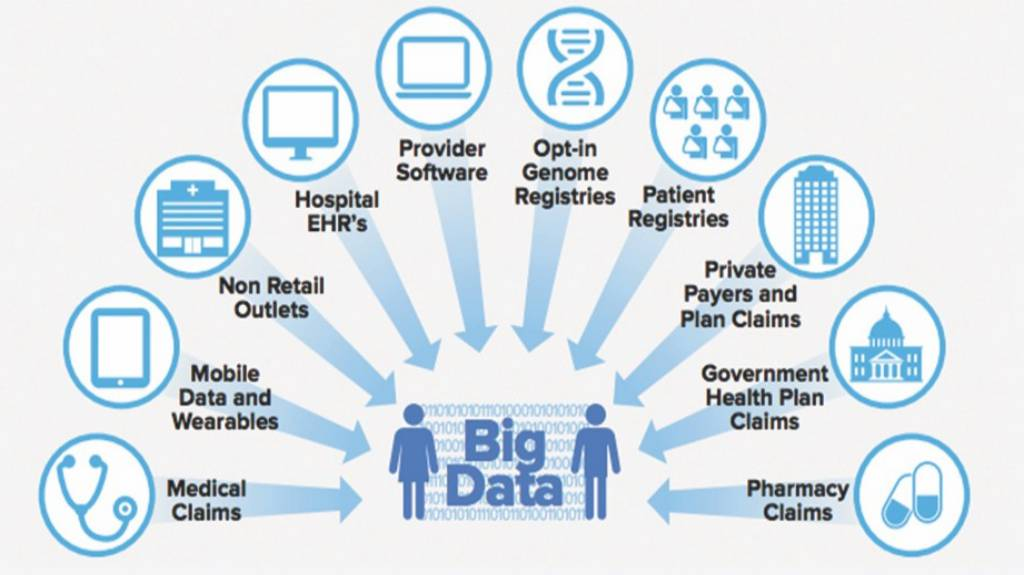 Provider
Software
Opt-in
Genome
Registries
Hospital
EHR's
Patient
Registries
Non Retail
Outlets
Private
Payers and
Plan Claims
Mobile
Data and
Wearables
Government
Health Plan
Claims
Medical
Claims
Big
Data
Pharmacy
Claims